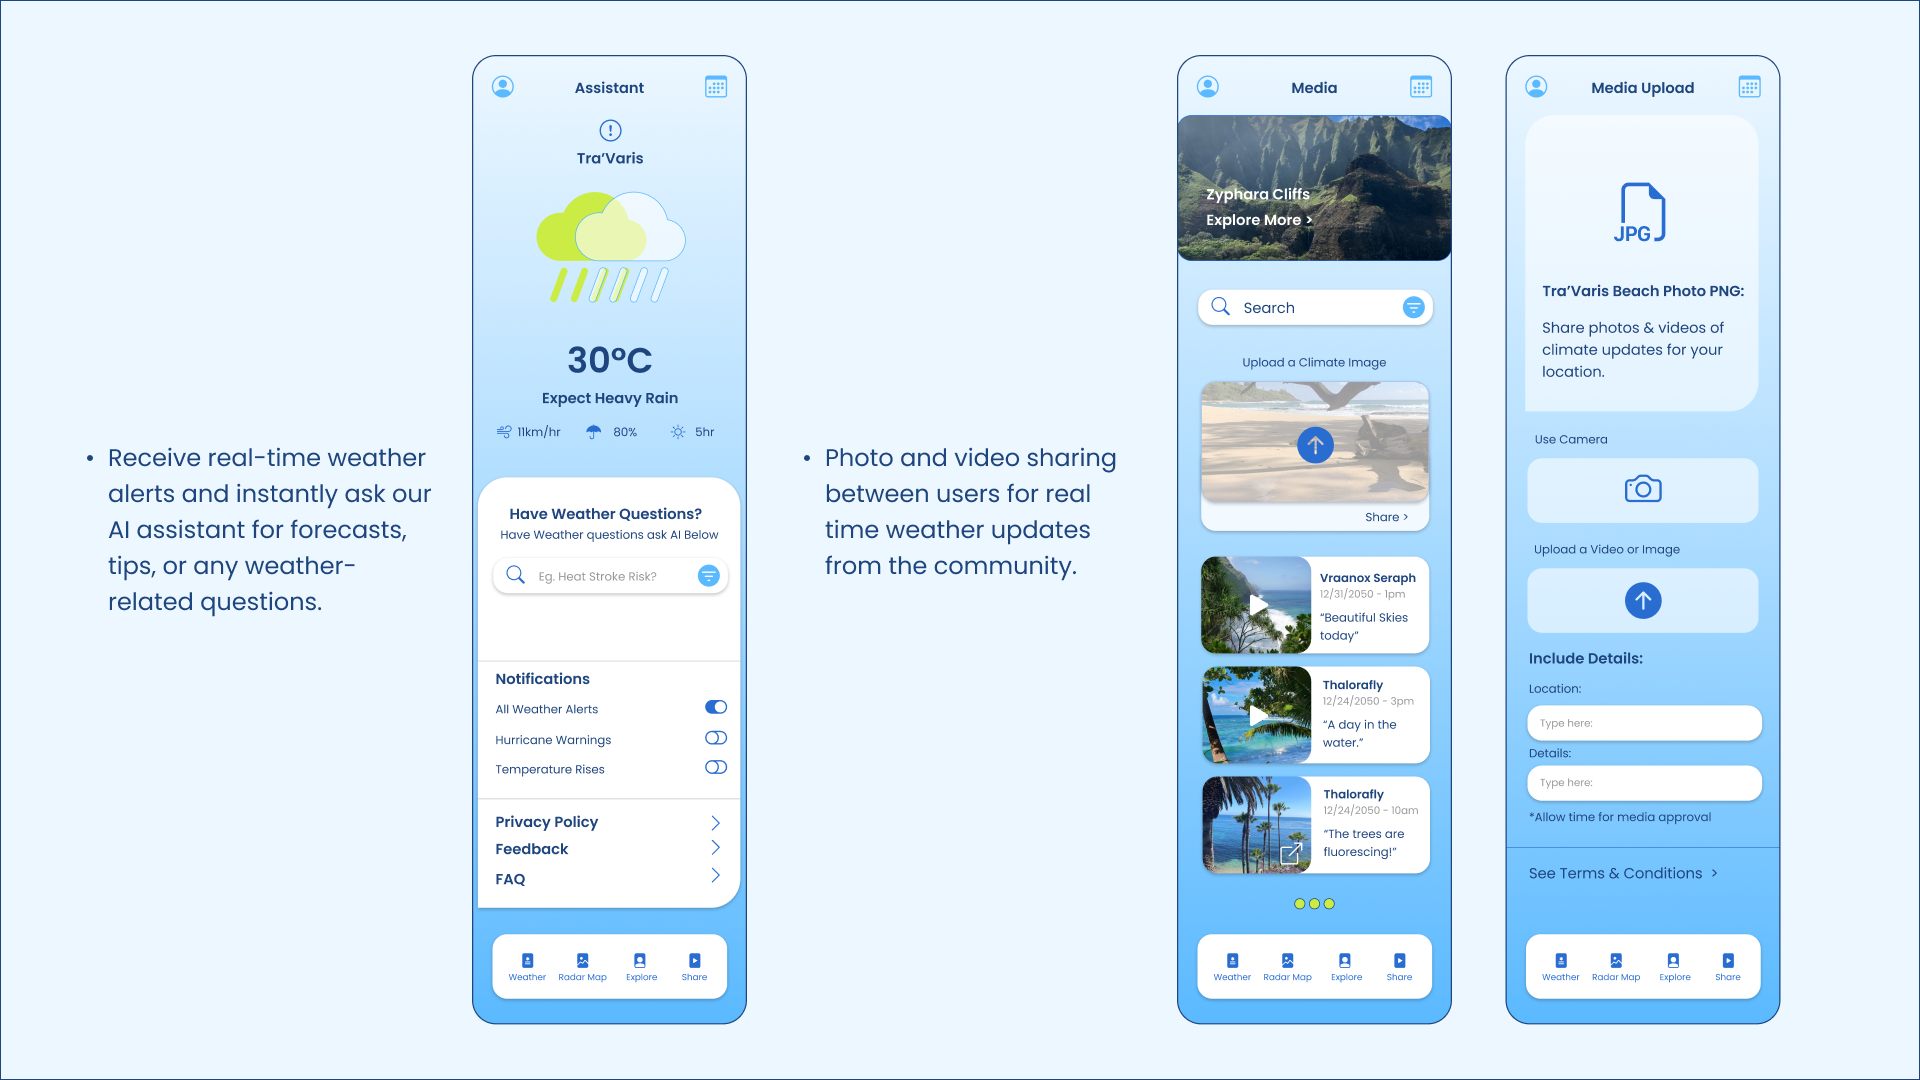 • Receive real-time weather
alerts and instantly ask our
AI assistant for forecasts,
tips, or any weather-
related questions.
Assistant
Tra’Varis
30°C
Expect Heavy Rain
11km/hr 80% 5hr
Have Weather Questions?
Have Weather questions ask AI Below
Eg. Heat Stroke Risk?
Notifications
All Weather Alerts
Hurricane Warnings
Temperature Rises
Privacy Policy
Feedback
FAQ
Weather Radar Map Explore Share
• Photo and video sharing
between users for real
time weather updates
from the community.
Media
Zyphara Cliffs
Explore More >
Search
Upload a Climate Image
Share >
Vraanox Seraph
12/31/2050 - 1pm
“Beautiful Skies
today”
Thalorafly
12/24/2050 - 3pm
“A day in the
water.”
Thalorafly
12/24/2050 - 10am
“The trees are
fluorescing!”
Weather Radar Map Explore Share
Media Upload
JPG
Tra’Varis Beach Photo PNG:
Share photos & videos of
climate updates for your
location.
Use Camera
Upload a Video or Image
Include Details:
Location:
Type here:
Details:
Type here:
*Allow time for media approval
See Terms & Conditions >
Weather Radar Map Explore Share